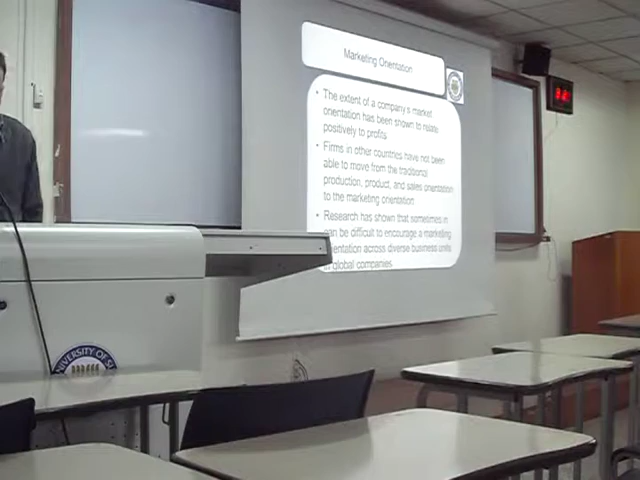 Marketing Orientation
• The extent of a company's market
orientation has been shown to relate
positively to profits
• Firms in other countries have not been
able to move from the traditional
production, product, and sales orientation
to the marketing orientation
• Research has shown that sometimes in
can be difficult to encourage a marketing
orientation across diverse business units
in global companies
UNIVERSITY OF S